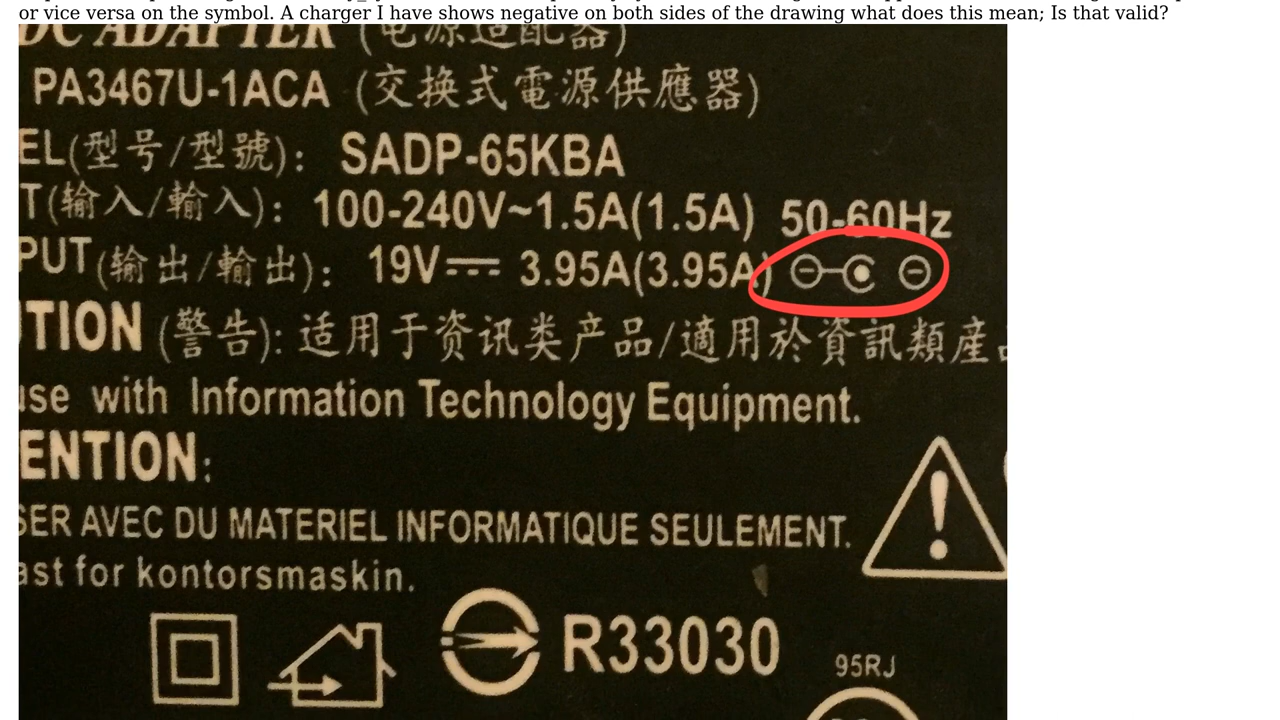 or vice versa on the symbol. A charger I have shows negative on both sides of the drawing what does this mean; Is that valid?
DC ADAPTER (电源适配器)
PA3467U-1ACA (交换式電源供應器)
EL(型号/型號): SADP-65KBA
T(输入/輸入): 100-240V~1.5A(1.5A) 50-60Hz
PUT(输出/輸出): 19V 3.95A(3.95A)
TION (警告): 适用于资讯类产品/適用於資訊類産品
use with Information Technology Equipment.
ENTION:
SER AVEC DU MATERIEL INFORMATIQUE SEULEMENT.
ast for kontorsmaskin.
R33030
95RJ